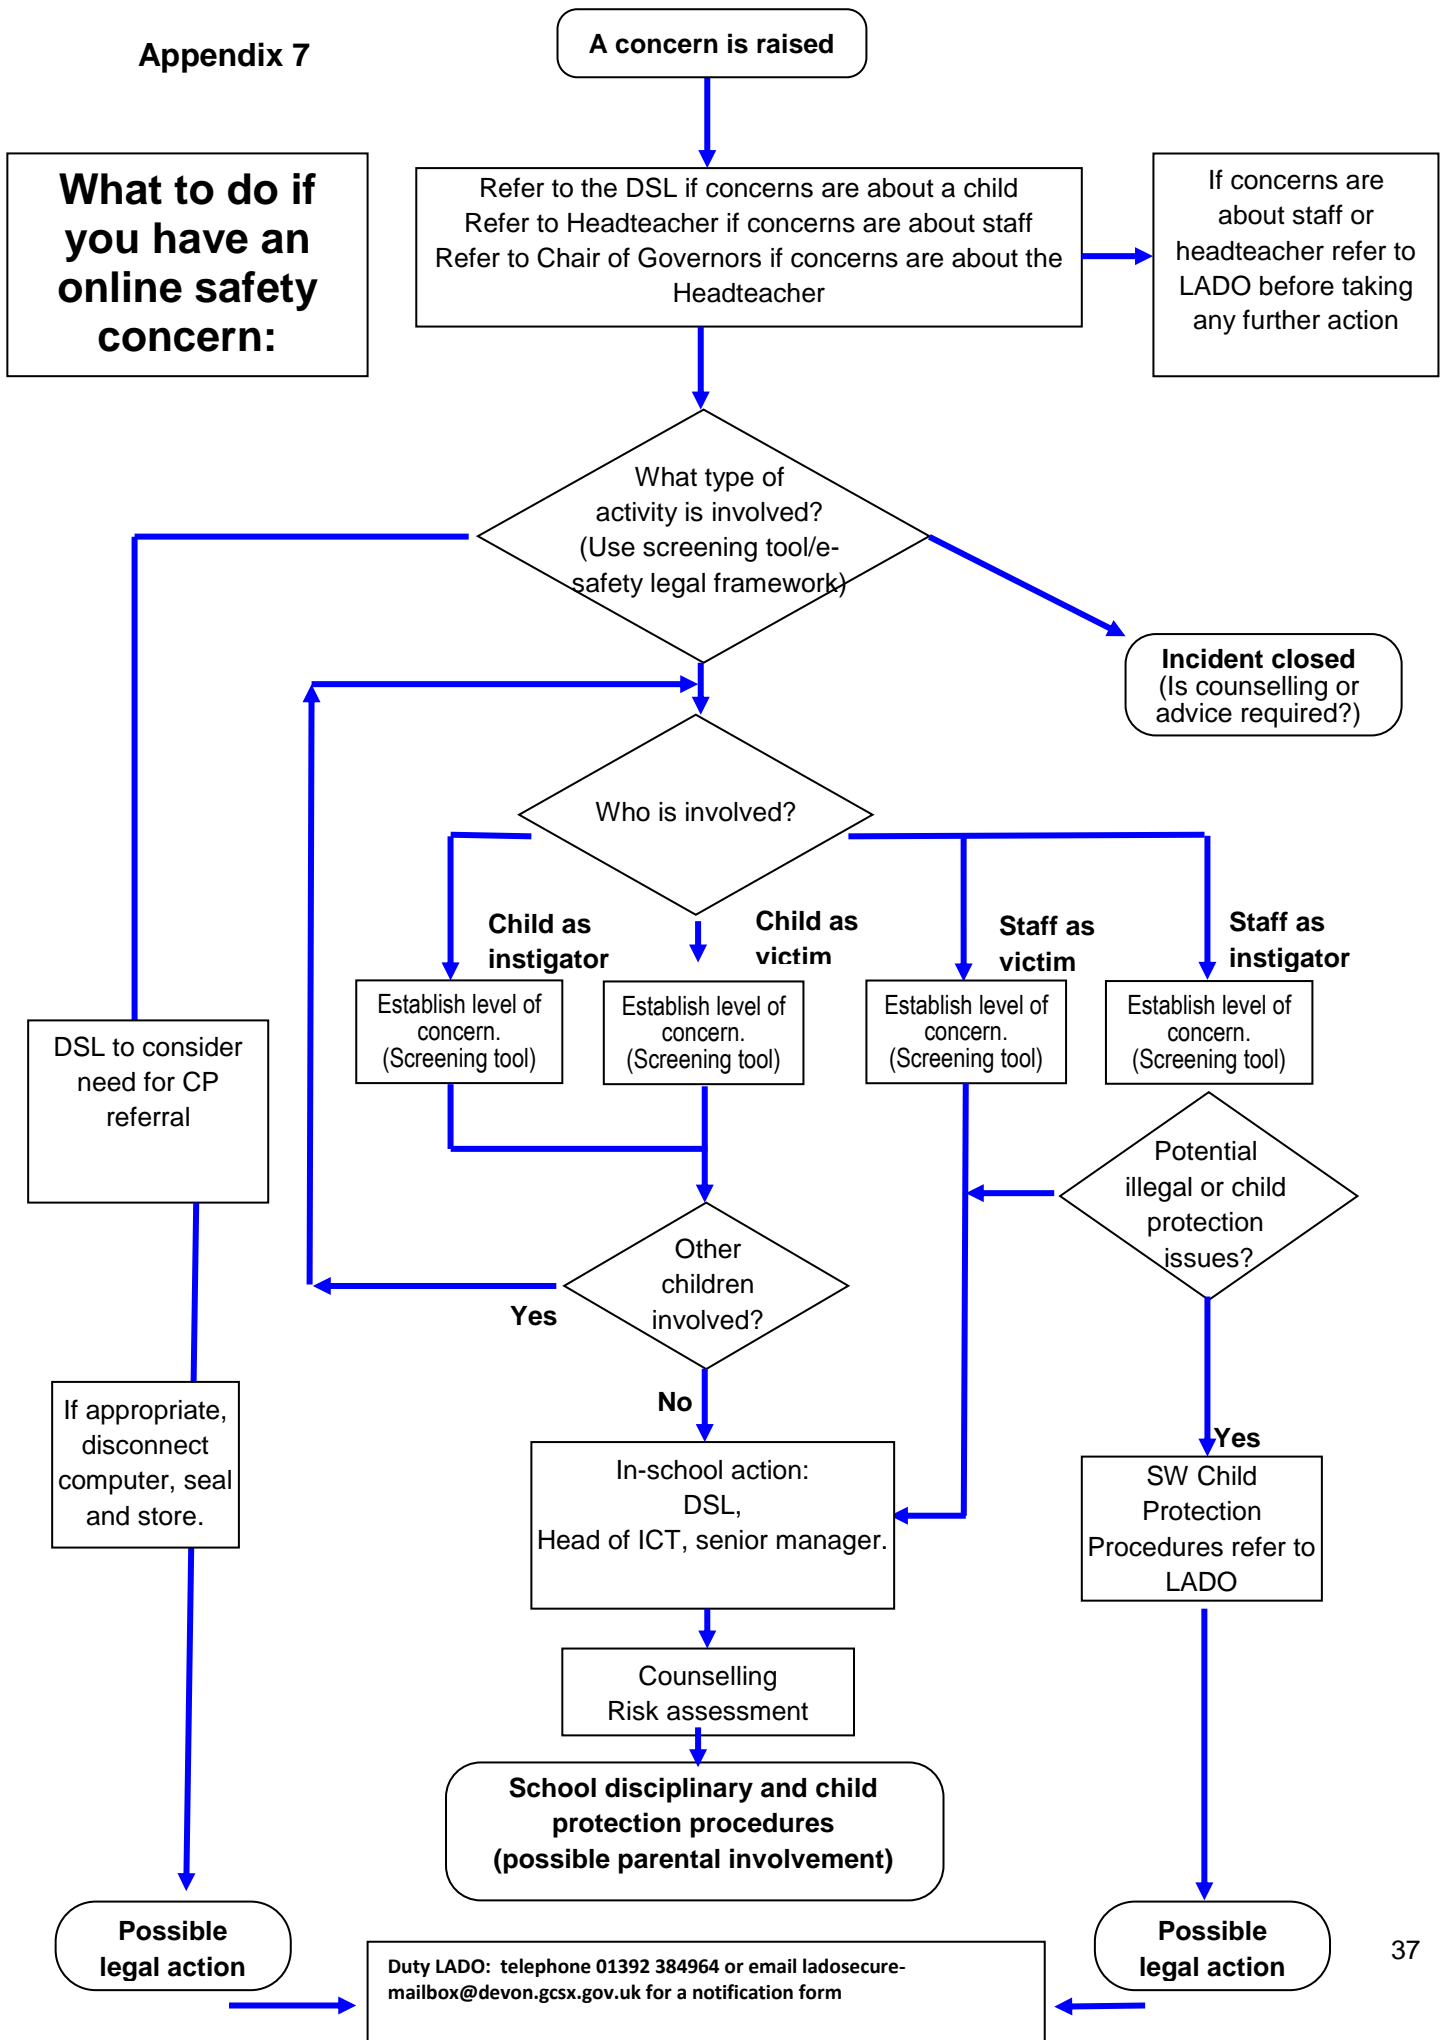 Appendix 7
A concern is raised
What to do if
you have an
online safety
concern:
Refer to the DSL if concerns are about a child
Refer to Headteacher if concerns are about staff
Refer to Chair of Governors if concerns are about the
Headteacher
If concerns are
about staff or
headteacher refer to
LADO before taking
any further action
What type of
activity is involved?
(Use screening tool/e-
safety legal framework)
Incident closed
(Is counselling or
advice required?)
Who is involved?
Child as
instigator
Child as
victim
Staff as
victim
Staff as
instigator
Establish level of
concern.
(Screening tool)
Establish level of
concern.
(Screening tool)
Establish level of
concern.
(Screening tool)
Establish level of
concern.
(Screening tool)
DSL to consider
need for CP
referral
Potential
illegal or child
protection
issues?
Other
children
involved?
Yes
No
If appropriate,
disconnect
computer, seal
and store.
In-school action:
DSL,
Head of ICT, senior manager.
Yes
SW Child
Protection
Procedures refer to
LADO
Counselling
Risk assessment
School disciplinary and child
protection procedures
(possible parental involvement)
Possible
legal action
Possible
legal action
Duty LADO: telephone 01392 384964 or email ladosecure-
mailbox@devon.gcsx.gov.uk for a notification form
37